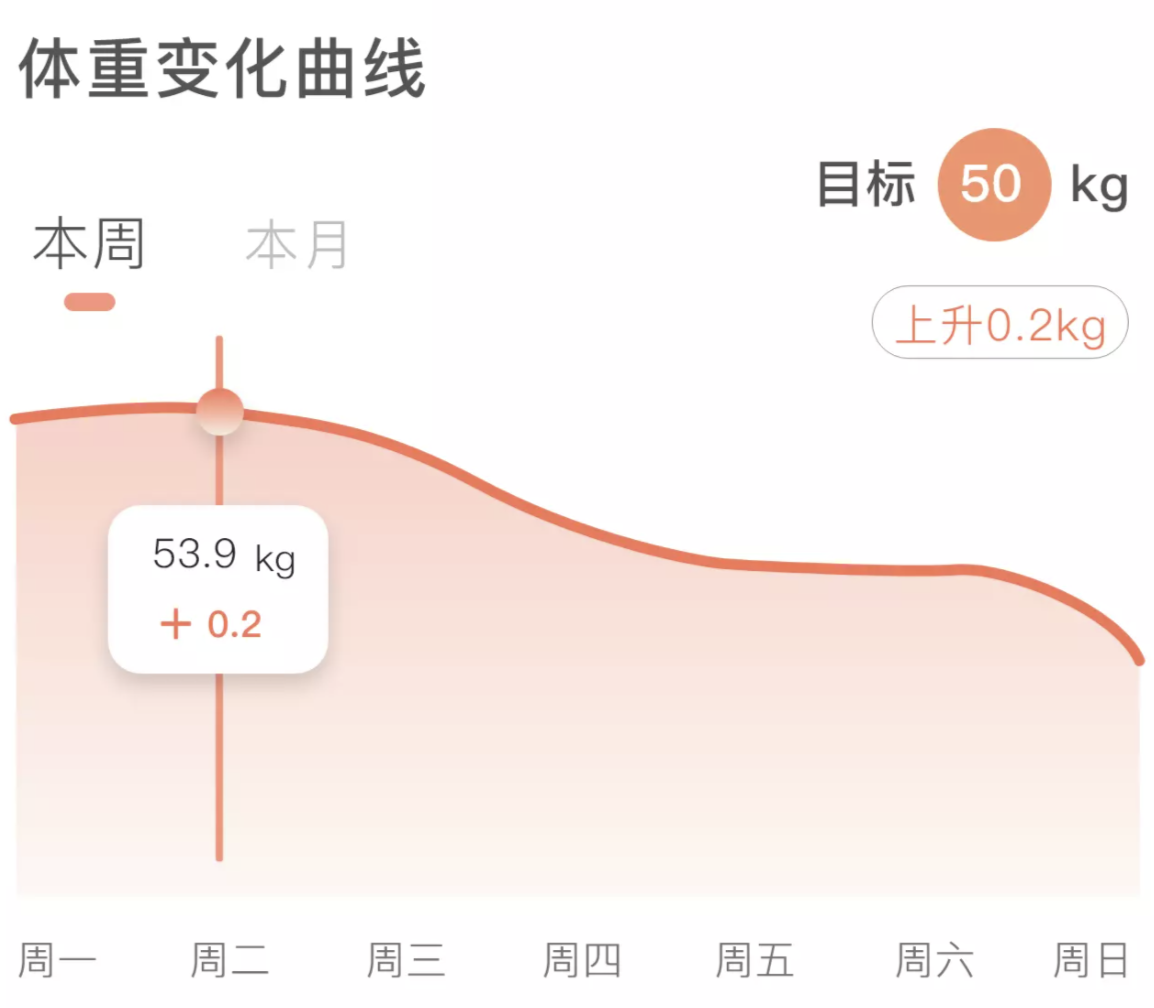 体重变化曲线
目标 50 kg
本周 本月
上升0.2kg
53.9 kg
+ 0.2
周一 周二 周三 周四 周五 周六 周日